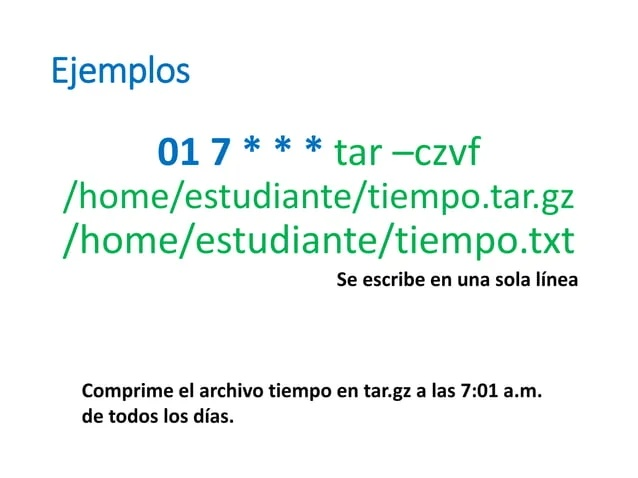 Ejemplos
01 7 * * * tar –czvf
/home/estudiante/tiempo.tar.gz
/home/estudiante/tiempo.txt
Se escribe en una sola línea
Comprime el archivo tiempo en tar.gz a las 7:01 a.m.
de todos los días.